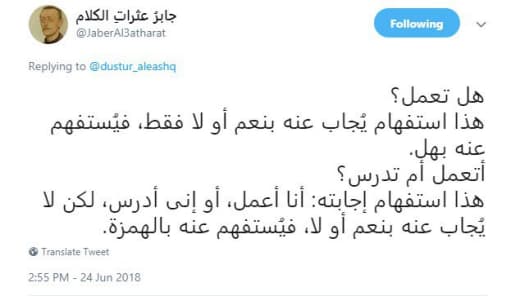 جابرُ عثراتِ الكلام
@JaberAl3atharat
Following
Replying to @dustur_aleashq
هل تعمل؟
هذا استفهام يُجاب عنه بنعم أو لا فقط، فيُستفهم
عنه بهل.
أتعمل أم تدرس؟
هذا استفهام إجابته: أنا أعمل، أو إنى أدرس، لكن لا
يُجاب عنه بنعم أو لا، فيُستفهم عنه بالهمزة.
Translate Tweet
2:55 PM - 24 Jun 2018